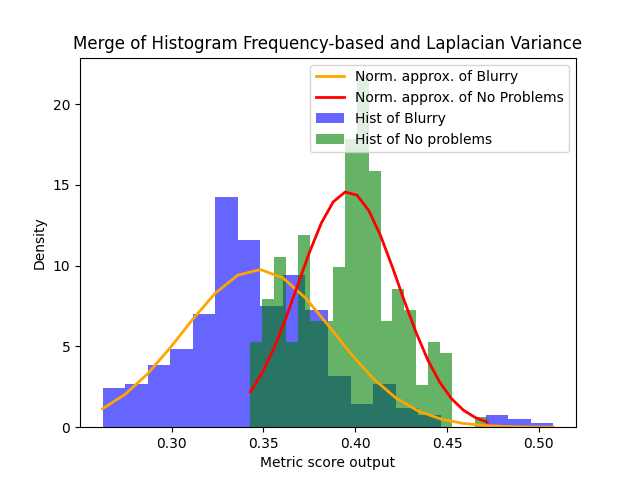 Merge of Histogram Frequency-based and Laplacian Variance
Norm. approx. of Blurry
Norm. approx. of No Problems
Hist of Blurry
Hist of No problems
Density
20
15
10
5
0
0.30 0.35 0.40 0.45 0.50
Metric score output